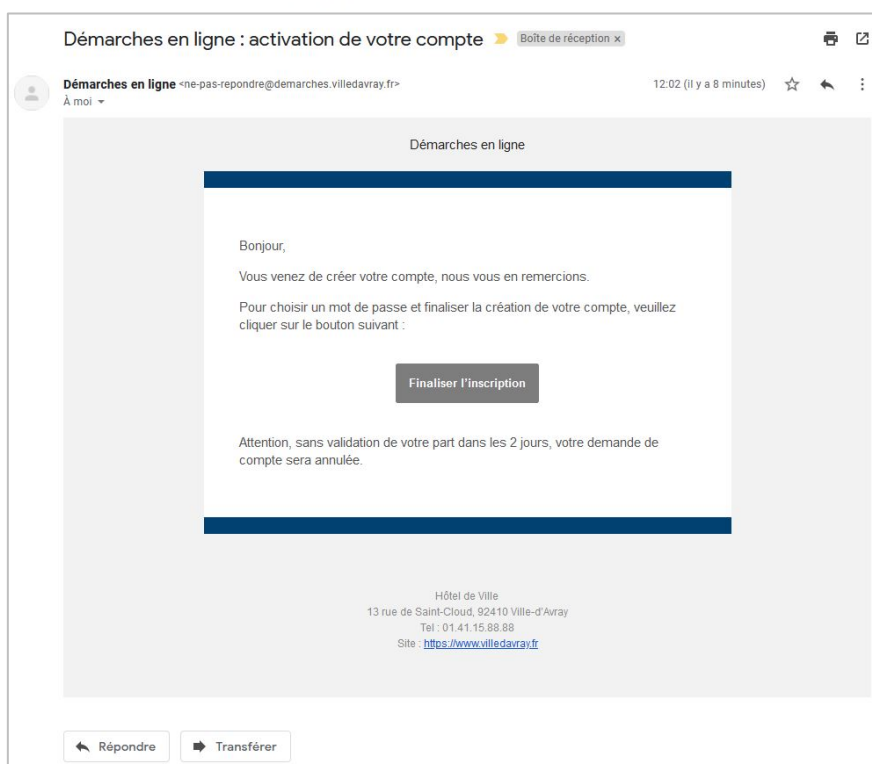 Démarches en ligne : activation de votre compte
Boîte de réception ×
Démarches en ligne <ne-pas-repondre@demarches.villedavray.fr>
12:02 (il y a 8 minutes)
À moi
Démarches en ligne
Bonjour,
Vous venez de créer votre compte, nous vous en remercions.
Pour choisir un mot de passe et finaliser la création de votre compte, veuillez
cliquer sur le bouton suivant :
Finaliser l'inscription
Attention, sans validation de votre part dans les 2 jours, votre demande de
compte sera annulée.
Hôtel de Ville
13 rue de Saint-Cloud, 92410 Ville-d'Avray
Tel : 01.41.15.88.88
Site : https://www.villedavray.fr
Répondre
Transférer